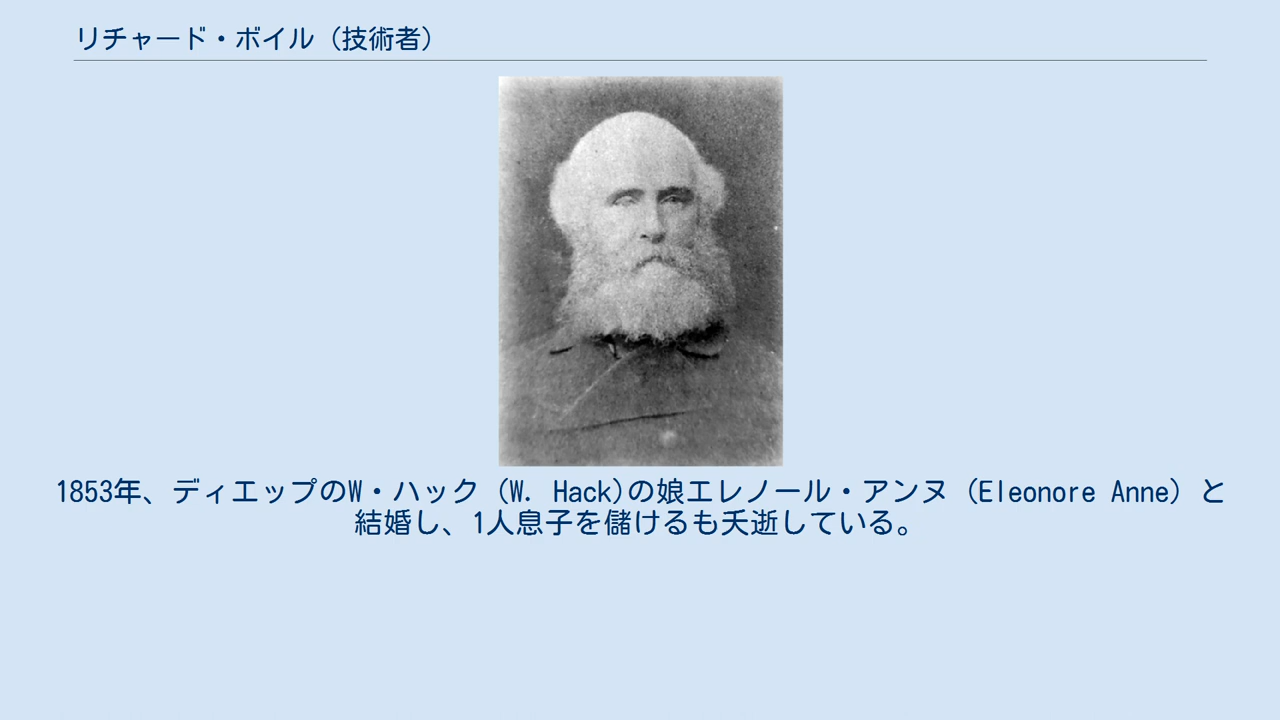 リチャード・ボイル（技術者）
1853年、ディエップのW・ハック (W. Hack)の娘エレノール・アンヌ（Eleonore Anne）と
結婚し、1人息子を儲けるも夭逝している。